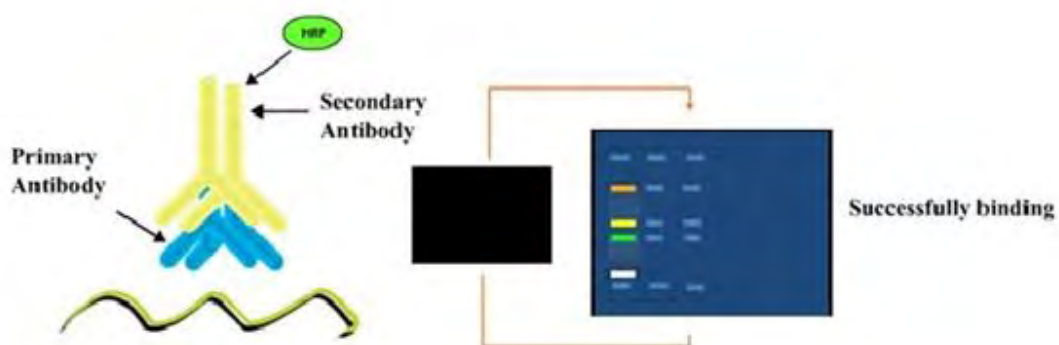 HRP
Secondary
Antibody
Primary
Antibody
Successfully binding